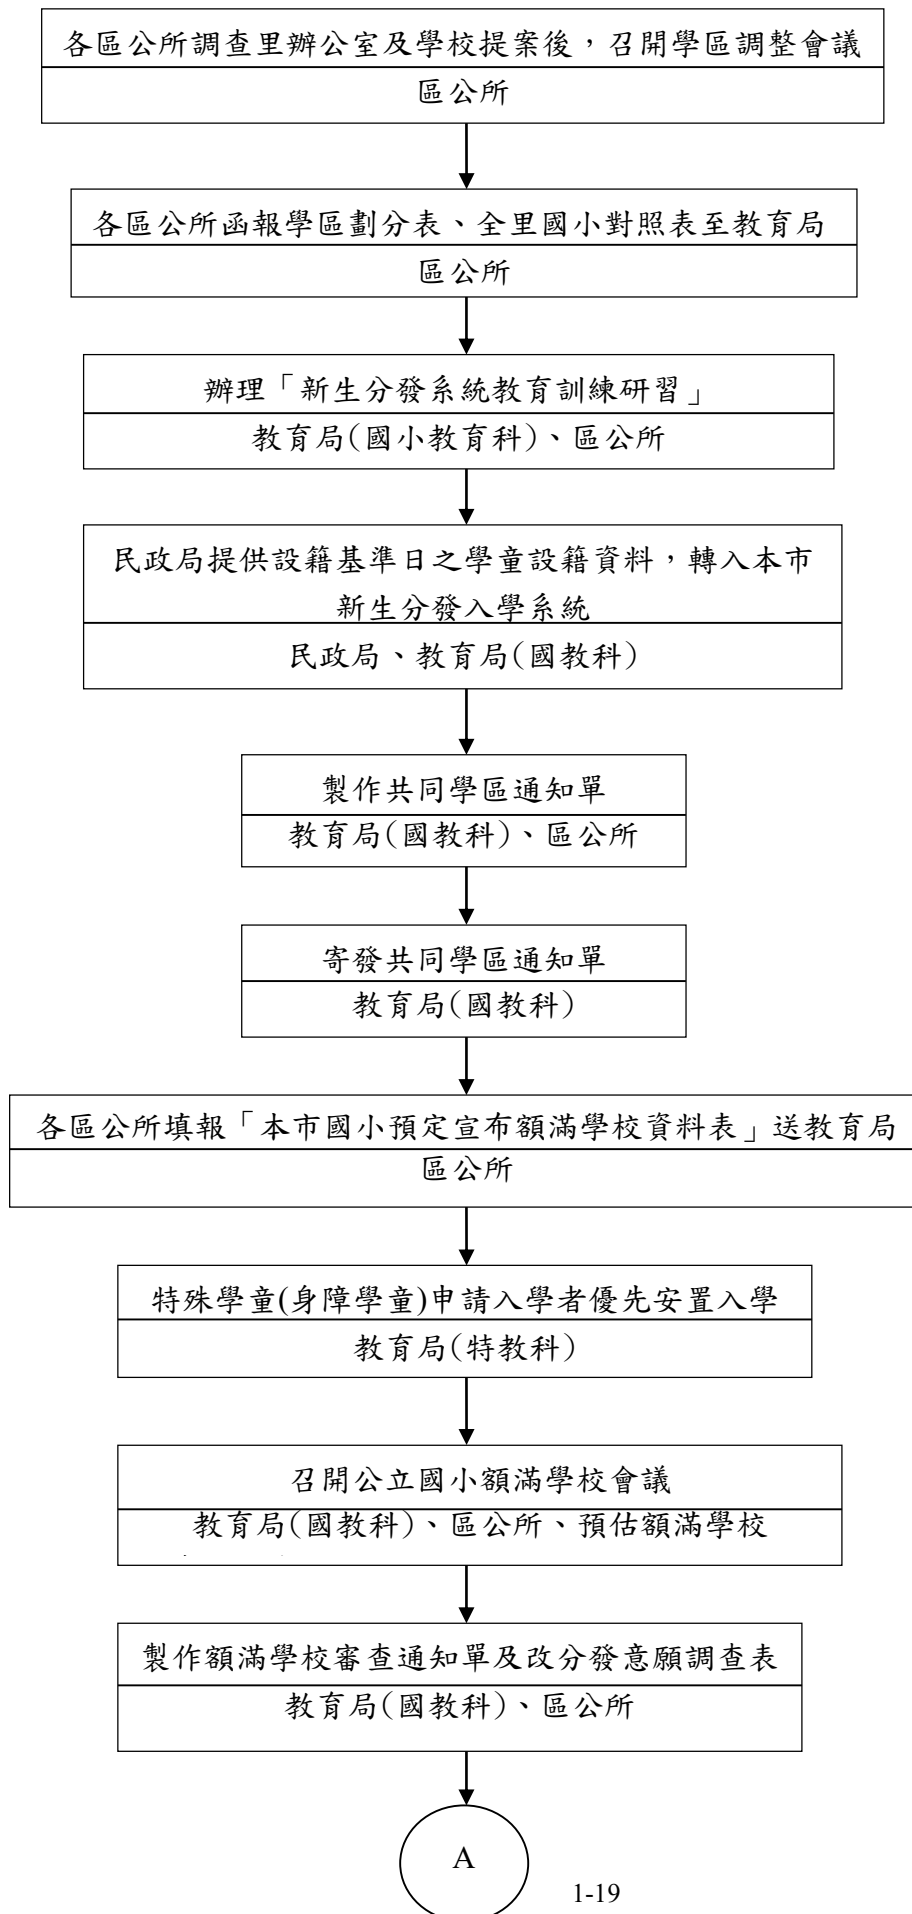 各區公所調查里辦公室及學校提案後，召開學區調整會議
區公所
各區公所函報學區劃分表、全里國小對照表至教育局
區公所
辦理「新生分發系統教育訓練研習」
教育局(國小教育科)、區公所
民政局提供設籍基準日之學童設籍資料，轉入本市
新生分發入學系統
民政局、教育局(國教科)
製作共同學區通知單
教育局(國教科)、區公所
寄發共同學區通知單
教育局(國教科)
各區公所填報「本市國小預定宣布額滿學校資料表」送教育局
區公所
特殊學童(身障學童)申請入學者優先安置入學
教育局(特教科)
召開公立國小額滿學校會議
教育局(國教科)、區公所、預估額滿學校
製作額滿學校審查通知單及改分發意願調查表
教育局(國教科)、區公所
A
1-19